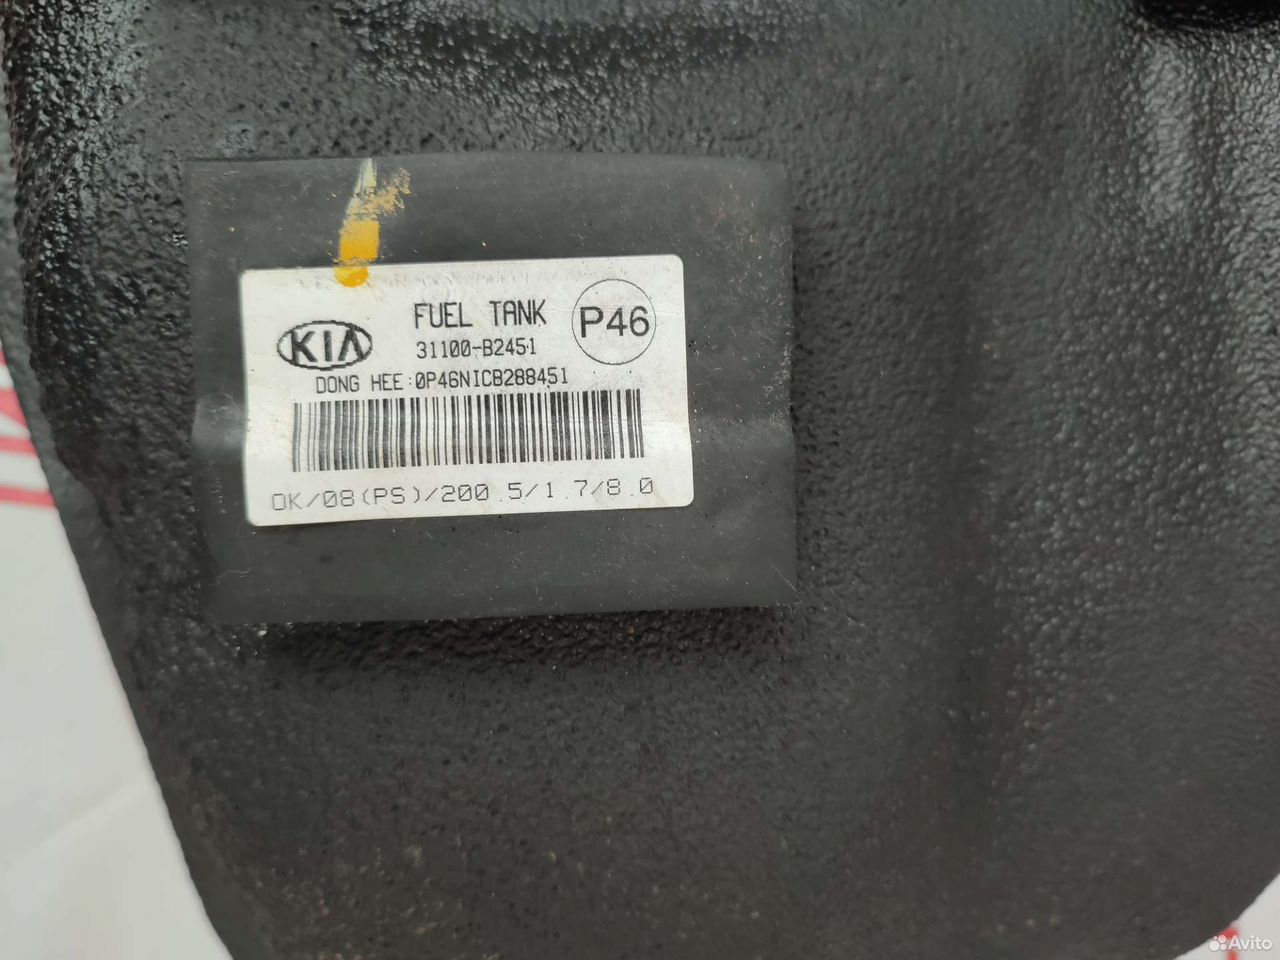 FUEL TANK
P46
KIA
31100-B2451
DONG HEE:0P46NICB288451
OK/08(PS)/200.5/1.7/8.0
Avito